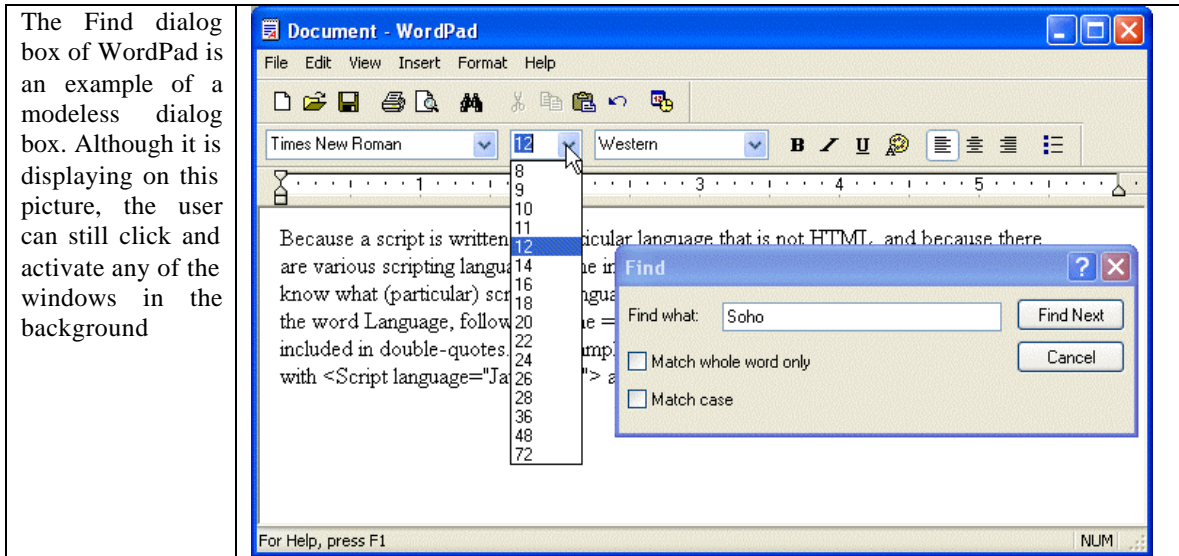 The Find dialog
box of WordPad is
an example of a
modeless dialog
box. Although it is
displaying on this
picture, the user
can still click and
activate any of the
windows in the
background
Document - WordPad
File Edit View Insert Format Help
Times New Roman 12 Western B I U
1 3 4 5
8
9
10
11
12
14
16
18
20
22
24
26
28
36
48
72
Because a script is written icular language that is not HTML, and because there
are various scripting langua e in
know what (particular) scr ngua
the word Language, follow e =
included in double-quotes. mpl
with <Script language="Ja "> a
Find
Find what: Soho Find Next
Match whole word only Cancel
Match case
For Help, press F1 NUM